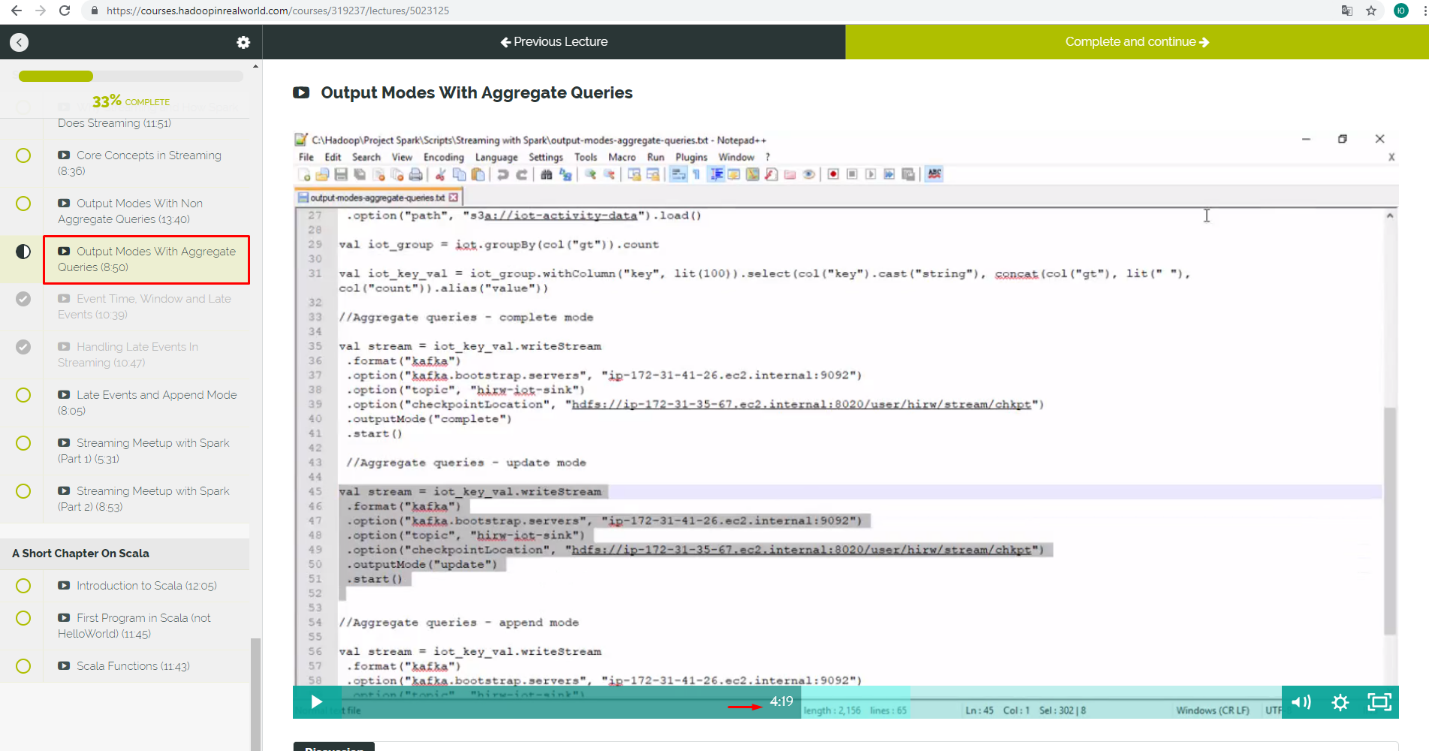 https://courses.hadoopinrealworld.com/courses/319237/lectures/5023125
Ю
Previous Lecture
Complete and continue
33% COMPLETE
Does Streaming (11:51)
Core Concepts in Streaming
(8:36)
Output Modes With Non
Aggregate Queries (13:40)
Output Modes With Aggregate
Queries (8:50)
Event Time, Window and Late
Events (10:39)
Handling Late Events In
Streaming (10:47)
Late Events and Append Mode
(8:05)
Streaming Meetup with Spark
(Part 1) (5:31)
Streaming Meetup with Spark
(Part 2) (8:53)
A Short Chapter On Scala
Introduction to Scala (12:05)
First Program in Scala (not
HelloWorld) (11:45)
Scala Functions (11:43)
Output Modes With Aggregate Queries
C:\Hadoop\Project Spark\Scripts\Streaming with Spark\output-modes-aggregate-queries.txt - Notepad++
File Edit Search View Encoding Language Settings Tools Macro Run Plugins Window ? X
output-modes-aggregate-queries.txt
27 .option("path", "s3a://iot-activity-data").load()
28
29 val iot_group = iot.groupBy(col("gt")).count
30
31 val iot_key_val = iot_group.withColumn("key", lit(100)).select(col("key").cast("string"), concat(col("gt"), lit(" "),
col("count")).alias("value"))
32
33 //Aggregate queries - complete mode
34
35 val stream = iot_key_val.writeStream
36 .format("kafka")
37 .option("kafka.bootstrap.servers", "ip-172-31-41-26.ec2.internal:9092")
38 .option("topic", "hirw-iot-sink")
39 .option("checkpointLocation", "hdfs://ip-172-31-35-67.ec2.internal:8020/user/hirw/stream/chkpt")
40 .outputMode("complete")
41 .start()
42
43 //Aggregate queries - update mode
44
45 val stream = iot_key_val.writeStream
46 .format("kafka")
47 .option("kafka.bootstrap.servers", "ip-172-31-41-26.ec2.internal:9092")
48 .option("topic", "hirw-iot-sink")
49 .option("checkpointLocation", "hdfs://ip-172-31-35-67.ec2.internal:8020/user/hirw/stream/chkpt")
50 .outputMode("update")
51 .start()
52
53
54 //Aggregate queries - append mode
55
56 val stream = iot_key_val.writeStream
57 .format("kafka")
58 .option("kafka.bootstrap.servers", "ip-172-31-41-26.ec2.internal:9092")
.option("topic", "hirw-iot-sink")
4:19
file length : 2,156 lines : 65 Ln : 45 Col : 1 Sel : 302 | 8 Windows (CR LF) UTF
Discussion